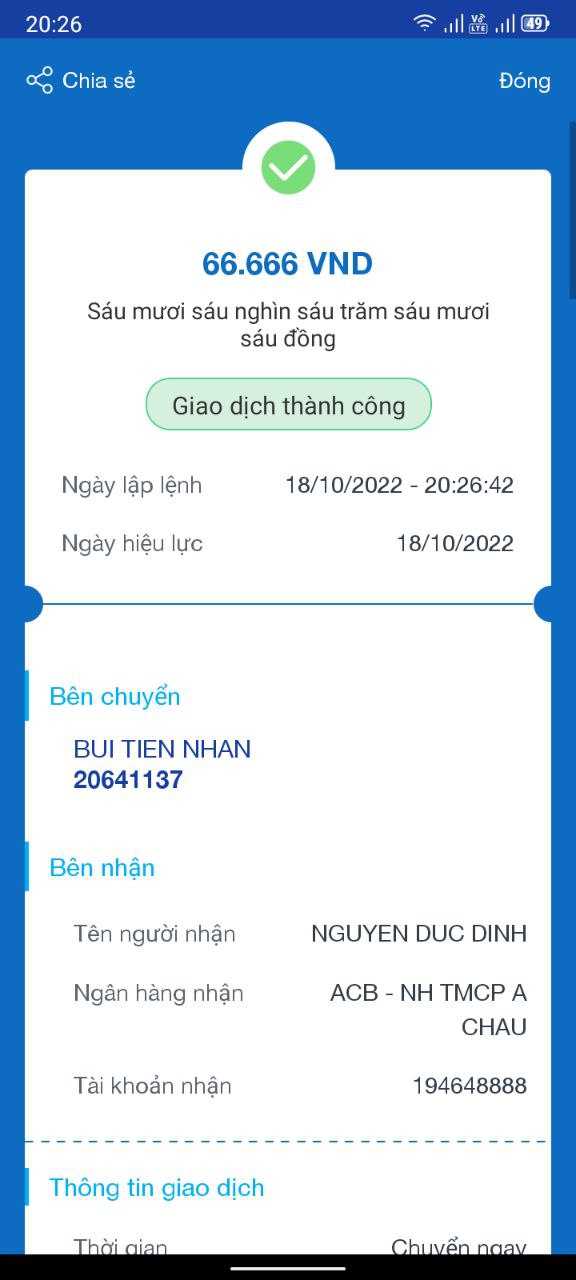 20:26
Vo LTE
49
Chia sẻ
Đóng
66.666 VND
Sáu mươi sáu nghìn sáu trăm sáu mươi
sáu đồng
Giao dịch thành công
Ngày lập lệnh 18/10/2022 - 20:26:42
Ngày hiệu lực 18/10/2022
Bên chuyển
BUI TIEN NHAN
20641137
Bên nhận
Tên người nhận NGUYEN DUC DINH
Ngân hàng nhận ACB - NH TMCP A
CHAU
Tài khoản nhận 194648888
Thông tin giao dịch
Thời gian Chuyển ngay